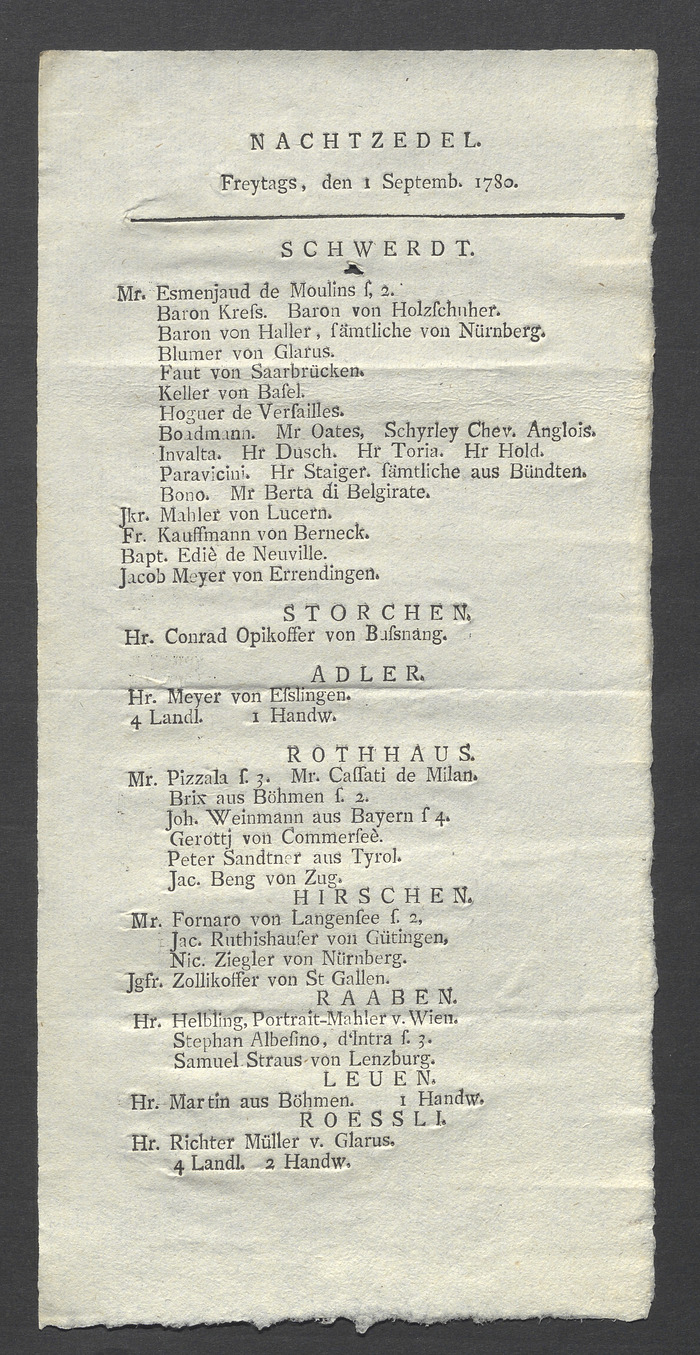 NACHTZEDEL.
Freytags, den 1 Septemb. 1780.
SCHWERDT.
Mr. Esmenjaud de Moulins ſ, 2.
Baron Kreſs. Baron von Holzſchuher.
Baron von Haller, ſämtliche von Nürnberg.
Blumer von Glarus.
Faut von Saarbrücken.
Keller von Baſel.
Hoguer de Verſailles.
Boadmann. Mr Oates, Schyrley Chev. Anglois.
Invalta. Hr Dusch. Hr Toria. Hr Hold.
Paravicini. Hr Staiger. ſämtliche aus Bündten.
Bono. Mr Berta di Belgirate.
Jkr. Mahler von Lucern.
Fr. Kauffmann von Berneck.
Bapt. Ediè de Neuville.
Jacob Meyer von Errendingen.
STORCHEN.
Hr. Conrad Opikoffer von Buſsnang.
ADLER.
Hr. Meyer von Eſslingen.
4 Landl. 1 Handw.
ROTHHAUS.
Mr. Pizzala ſ. 3. Mr. Caſſati de Milan.
Brix aus Böhmen ſ. 2.
Joh. Weinmann aus Bayern ſ 4.
Gerottj von Commerſeè.
Peter Sandtner aus Tyrol.
Jac. Beng von Zug.
HIRSCHEN.
Mr. Fornaro von Langenſee ſ. 2,
Jac. Ruthishauſer von Gütingen,
Nic. Ziegler von Nürnberg.
Jgfr. Zollikoffer von St Gallen.
RAABEN.
Hr. Helbling, Portrait-Mahler v. Wien.
Stephan Albeſino, d'Intra ſ. 3.
Samuel Straus von Lenzburg.
LEUEN.
Hr. Martin aus Böhmen. 1 Handw.
ROESSLI.
Hr. Richter Müller v. Glarus.
4 Landl. 2 Handw.